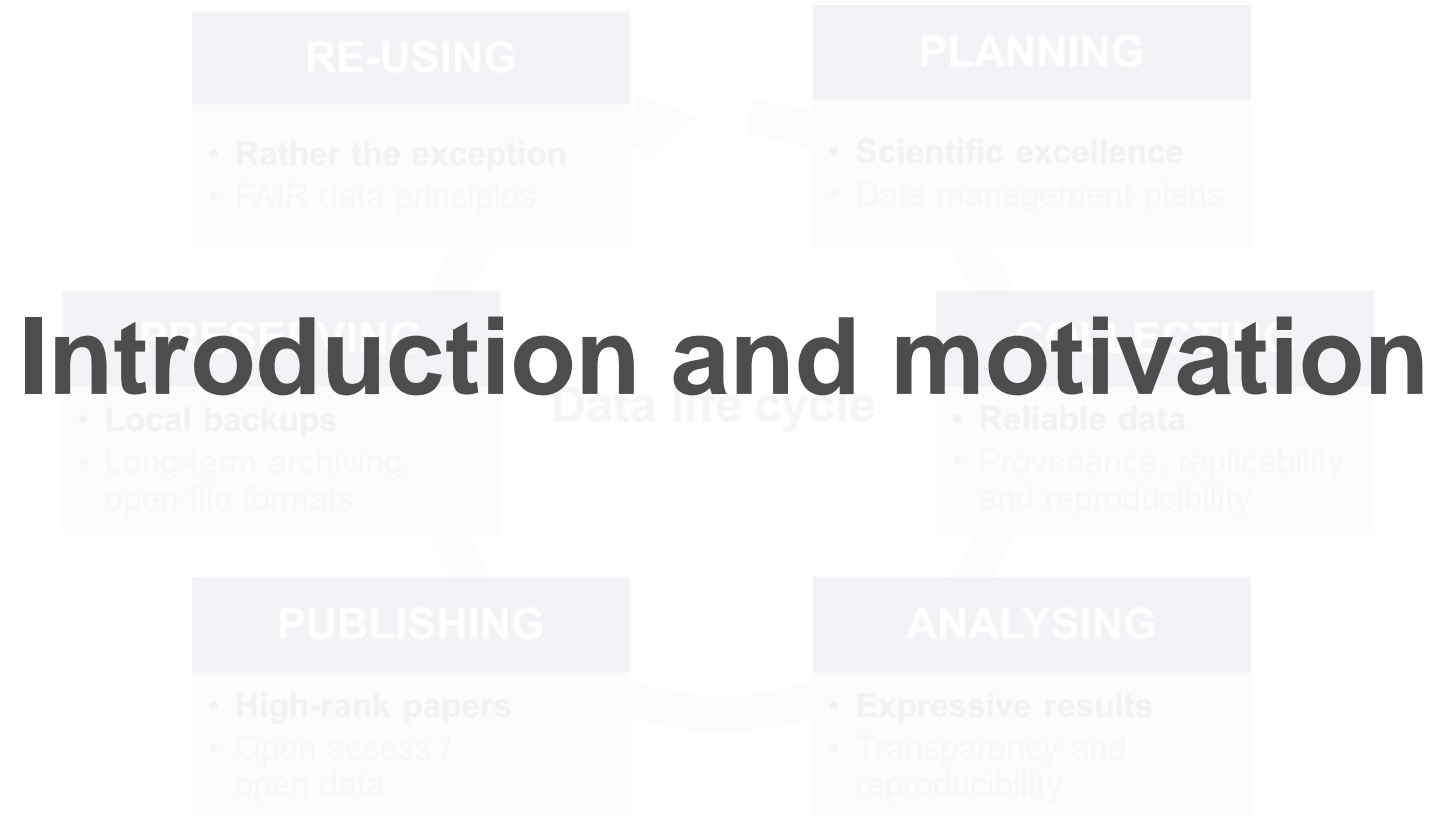 RE-USING
• Rather the exception
• FAIR data principles
PLANNING
• Scientific excellence
• Data management plans
Introduction and motivation
PRESERVING
• Local backups
• Long-term archiving,
open file formats
Data life cycle
COLLECTING
• Reliable data
• Provenance, replicability
and reproducibility
PUBLISHING
• High-rank papers
• Open access /
open data
ANALYSING
• Expressive results
• Transparency and
reproducibility